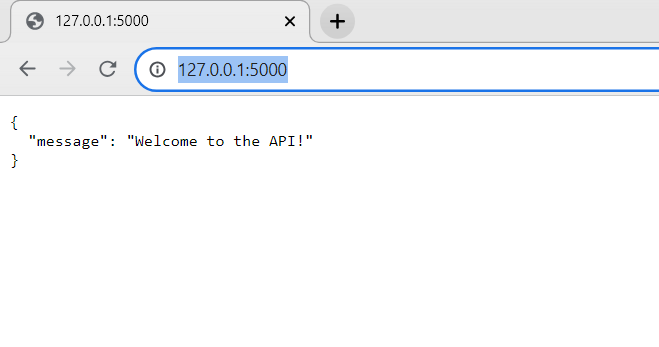 127.0.0.1:5000
127.0.0.1:5000
{
  "message": "Welcome to the API!"
}